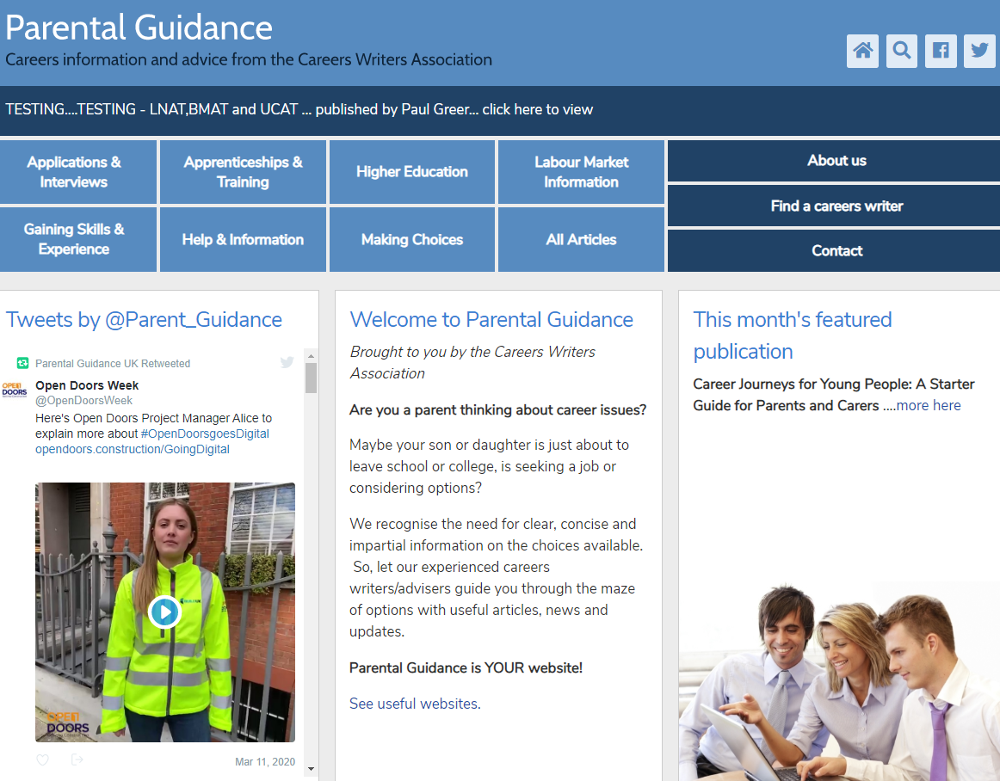 Parental Guidance
Careers information and advice from the Careers Writers Association
TESTING....TESTING - LNAT,BMAT and UCAT ... published by Paul Greer... click here to view
Applications &
Interviews
Apprenticeships &
Training
Higher Education
Labour Market
Information
About us
Find a careers writer
Contact
Gaining Skills &
Experience
Help & Information
Making Choices
All Articles
Tweets by @Parent_Guidance
Parental Guidance UK Retweeted
OPEN
DOORS
Open Doors Week
@OpenDoorsWeek
Here's Open Doors Project Manager Alice to
explain more about #OpenDoorsgoesDigital
opendoors.construction/GoingDigital
OPEN
DOORS
Mar 11, 2020
Welcome to Parental Guidance
Brought to you by the Careers Writers
Association
Are you a parent thinking about career issues?
Maybe your son or daughter is just about to
leave school or college, is seeking a job or
considering options?
We recognise the need for clear, concise and
impartial information on the choices available.
So, let our experienced careers
writers/advisers guide you through the maze
of options with useful articles, news and
updates.
Parental Guidance is YOUR website!
See useful websites.
This month's featured
publication
Career Journeys for Young People: A Starter
Guide for Parents and Carers ....more here